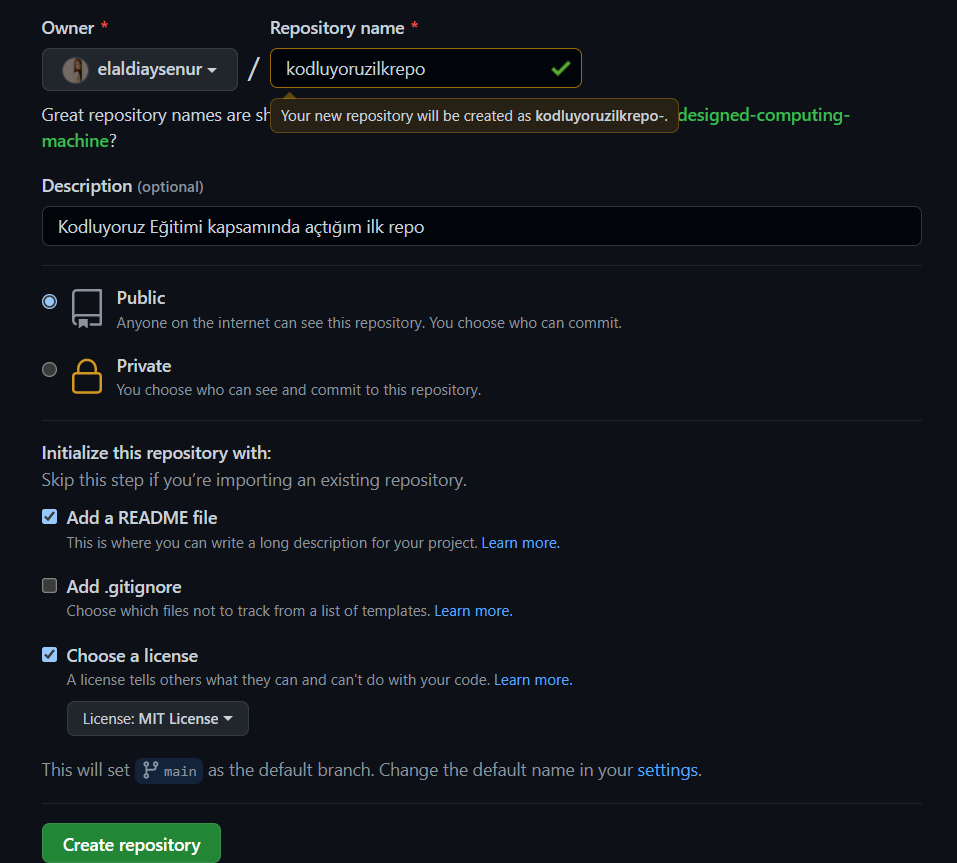 Owner * Repository name *
elaldiaysenur / kodluyoruzilkrepo
Great repository names are sh
Your new repository will be created as kodluyoruzilkrepo-.
designed-computing-
machine?
Description (optional)
Kodluyoruz Eğitimi kapsamında açtığım ilk repo
Public
Anyone on the internet can see this repository. You choose who can commit.
Private
You choose who can see and commit to this repository.
Initialize this repository with:
Skip this step if you’re importing an existing repository.
Add a README file
This is where you can write a long description for your project. Learn more.
Add .gitignore
Choose which files not to track from a list of templates. Learn more.
Choose a license
A license tells others what they can and can't do with your code. Learn more.
License: MIT License
This will set main as the default branch. Change the default name in your settings.
Create repository